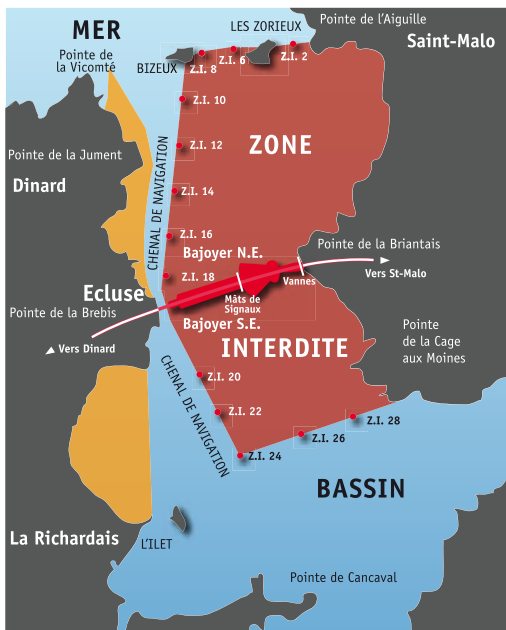 LES ZORIEUX
Pointe de l'Aiguille
MER
Saint-Malo
Pointe de
la Vicomté
BIZEUX
Z.I. 8
Z.I. 6
Z.I. 2
Z.I. 10
ZONE
Z.I. 12
Pointe de la Jument
Dinard
Z.I. 14
CHENAL DE NAVIGATION
Z.I. 16
Bajoyer N.E.
Pointe de la Briantais
Z.I. 18
Vannes
Vers St-Malo
Ecluse
Mâts de
Signaux
Pointe de la Brebis
Bajoyer S.E.
Pointe
de la Cage
aux Moines
Vers Dinard
INTERDITE
CHENAL DE NAVIGATION
Z.I. 20
Z.I. 22
Z.I. 28
Z.I. 26
Z.I. 24
BASSIN
La Richardais
L'ILET
Pointe de Cancaval